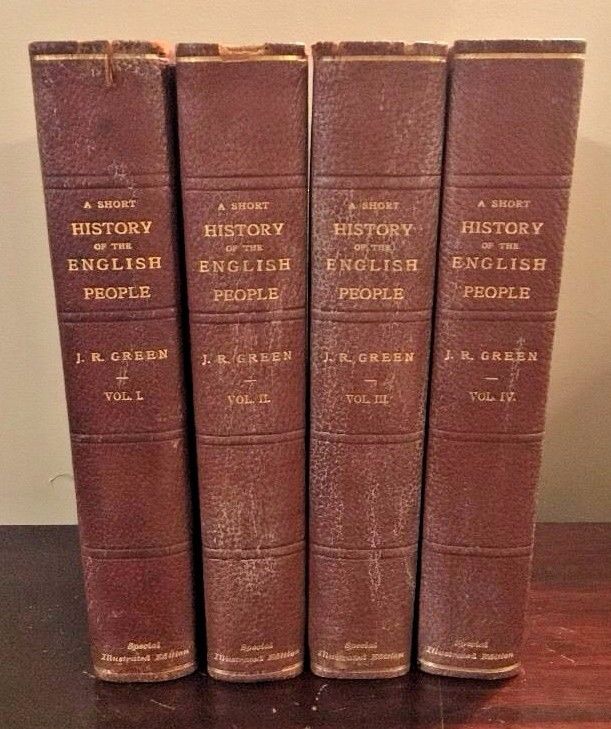 A SHORT
HISTORY
OF THE
ENGLISH
PEOPLE
J. R. GREEN
VOL. I.
Special
Illustrated Edition
A SHORT
HISTORY
OF THE
ENGLISH
PEOPLE
J. R. GREEN
VOL. II.
Special
Illustrated Edition
A SHORT
HISTORY
OF THE
ENGLISH
PEOPLE
J. R. GREEN
VOL. III.
Special
Illustrated Edition
A SHORT
HISTORY
OF THE
ENGLISH
PEOPLE
J. R. GREEN
VOL. IV.
Special
Illustrated Edition